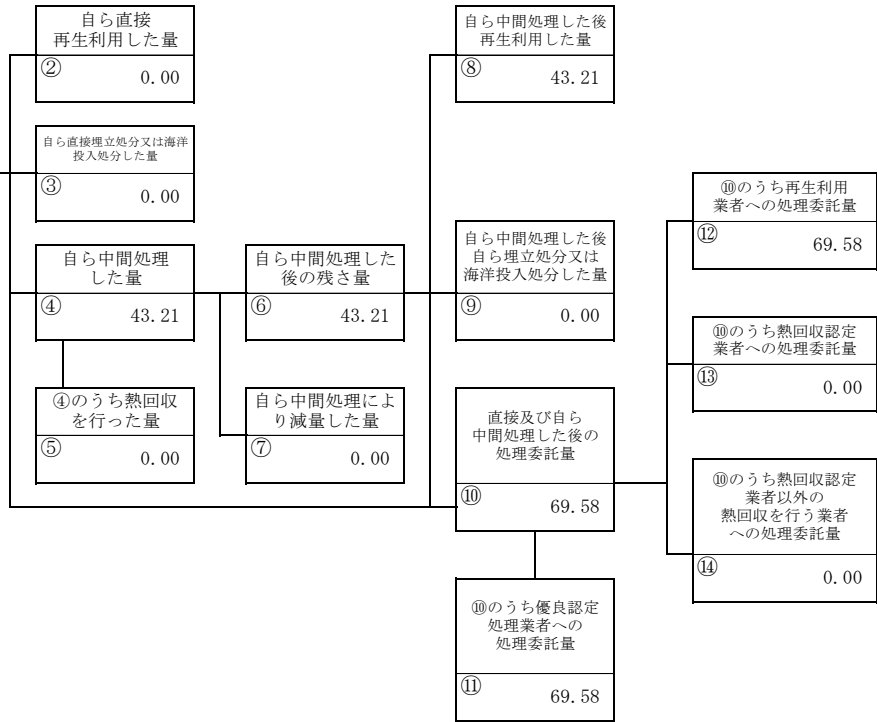 自ら直接
再生利用した量
②
0.00
自ら直接埋立処分又は海洋
投入処分した量
③
0.00
自ら中間処理
した量
④
43.21
④のうち熱回収
を行った量
⑤
0.00
自ら中間処理した
後の残さ量
⑥
43.21
自ら中間処理によ
り減量した量
⑦
0.00
自ら中間処理した後
再生利用した量
⑧
43.21
自ら中間処理した後
自ら埋立処分又は
海洋投入処分した量
⑨
0.00
直接及び自ら
中間処理した後の
処理委託量
⑩
69.58
⑩のうち優良認定
処理業者への
処理委託量
⑪
69.58
⑩のうち再生利用
業者への処理委託量
⑫
69.58
⑩のうち熱回収認定
業者への処理委託量
⑬
0.00
⑩のうち熱回収認定
業者以外の
熱回収を行う業者
への処理委託量
⑭
0.00